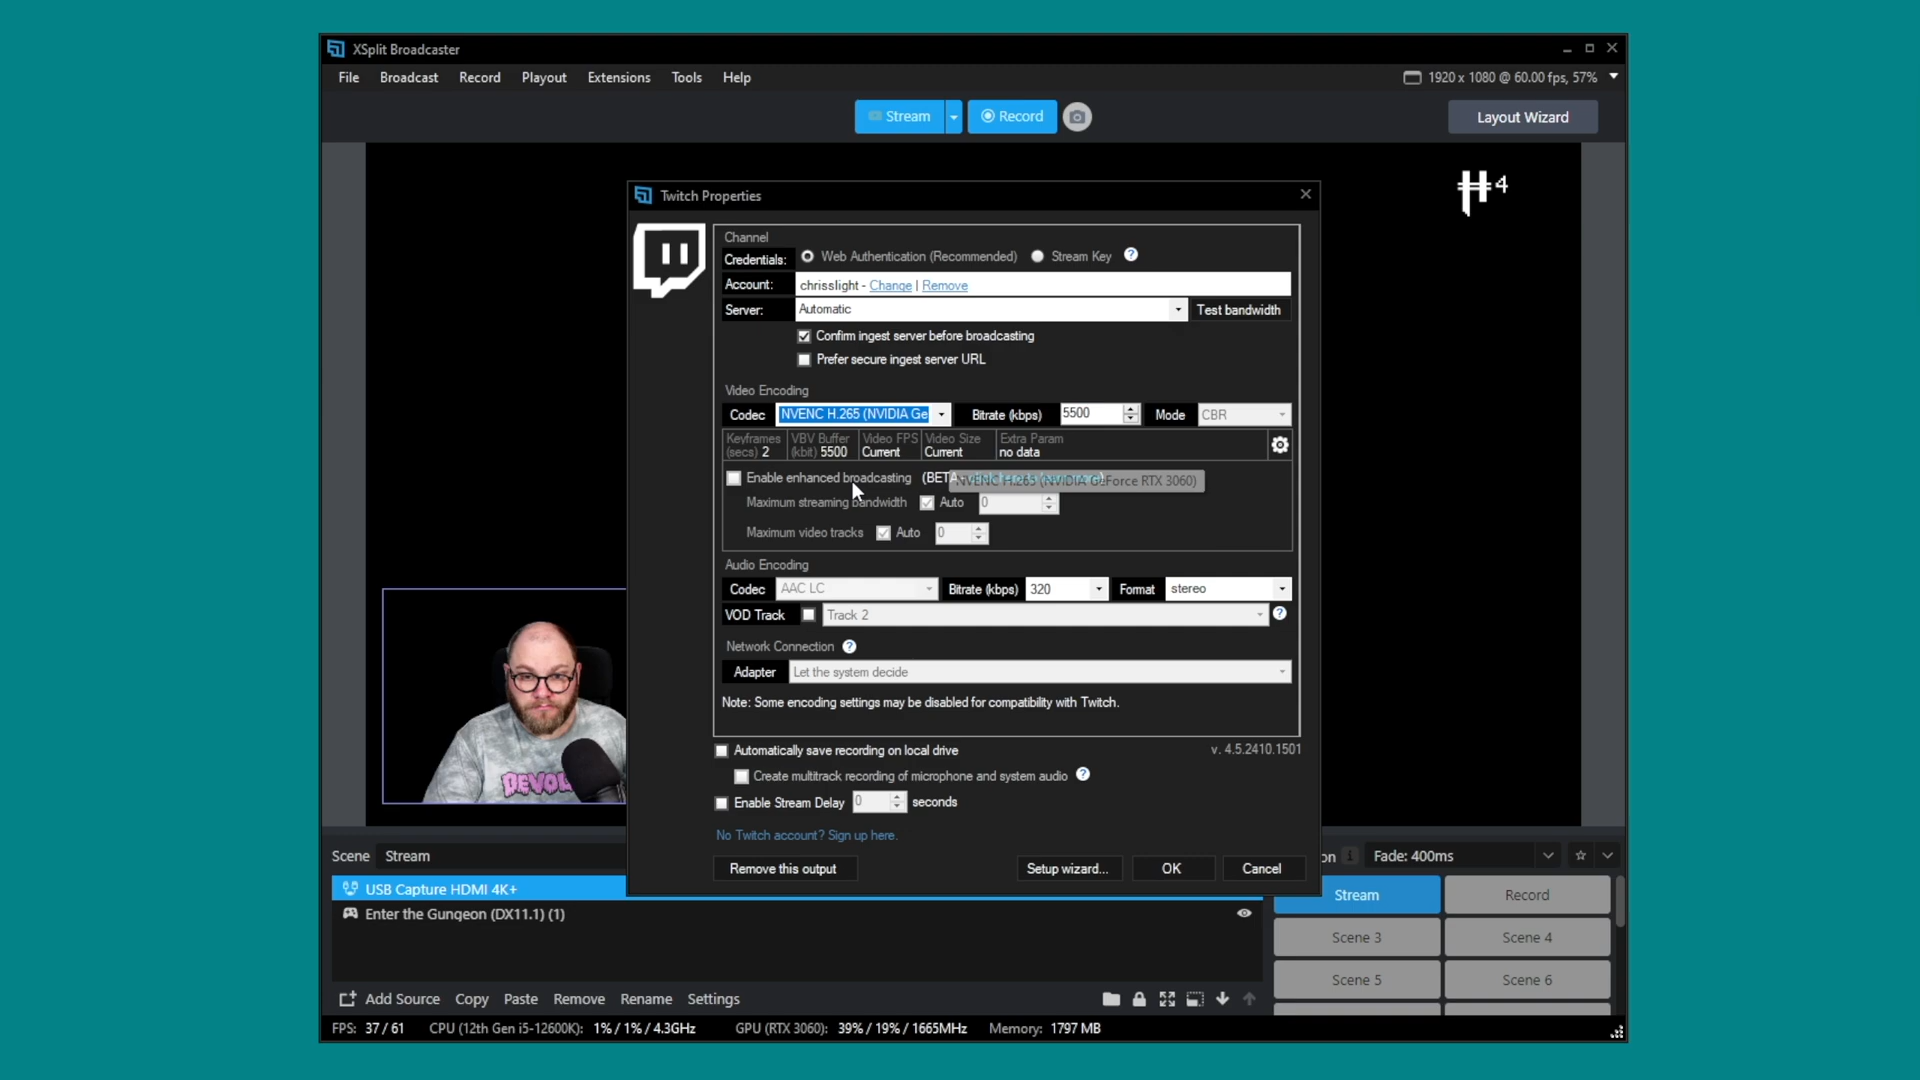 XSplit Broadcaster
File Broadcast Record Playout Extensions Tools Help
1920 x 1080 @ 60.00 fps, 57%
Stream Record
Layout Wizard
4
Twitch Properties
Channel
Credentials: Web Authentication (Recommended) Stream Key ?
Account: chrisslight - Change | Remove
Server: Automatic Test bandwidth
Confirm ingest server before broadcasting
Prefer secure ingest server URL
Video Encoding
Codec NVENC H.265 (NVIDIA Ge Bitrate (kbps) 5500 Mode CBR
Keyframes VBV Buffer Video FPS Video Size Extra Param
(secs) 2 (kbit) 5500 Current Current no data
Enable enhanced broadcasting (BETA
NVENC H.265 (NVIDIA GeForce RTX 3060)
Maximum streaming bandwidth Auto 0
Maximum video tracks Auto 0
Audio Encoding
Codec AAC LC Bitrate (kbps) 320 Format stereo
VOD Track Track 2 ?
Network Connection ?
Adapter Let the system decide
Note: Some encoding settings may be disabled for compatibility with Twitch.
Automatically save recording on local drive v. 4.5.2410.1501
Create multitrack recording of microphone and system audio ?
Enable Stream Delay 0 seconds
No Twitch account? Sign up here.
Remove this output Setup wizard... OK Cancel
DEVOL
Scene Stream
on i Fade: 400ms
USB Capture HDMI 4K+
Enter the Gungeon (DX11.1) (1)
Stream Record
Scene 3 Scene 4
Scene 5 Scene 6
Add Source Copy Paste Remove Rename Settings
FPS: 37 / 61 CPU (12th Gen i5-12600K): 1% / 1% / 4.3GHz GPU (RTX 3060): 39% / 19% / 1665MHz Memory: 1797 MB